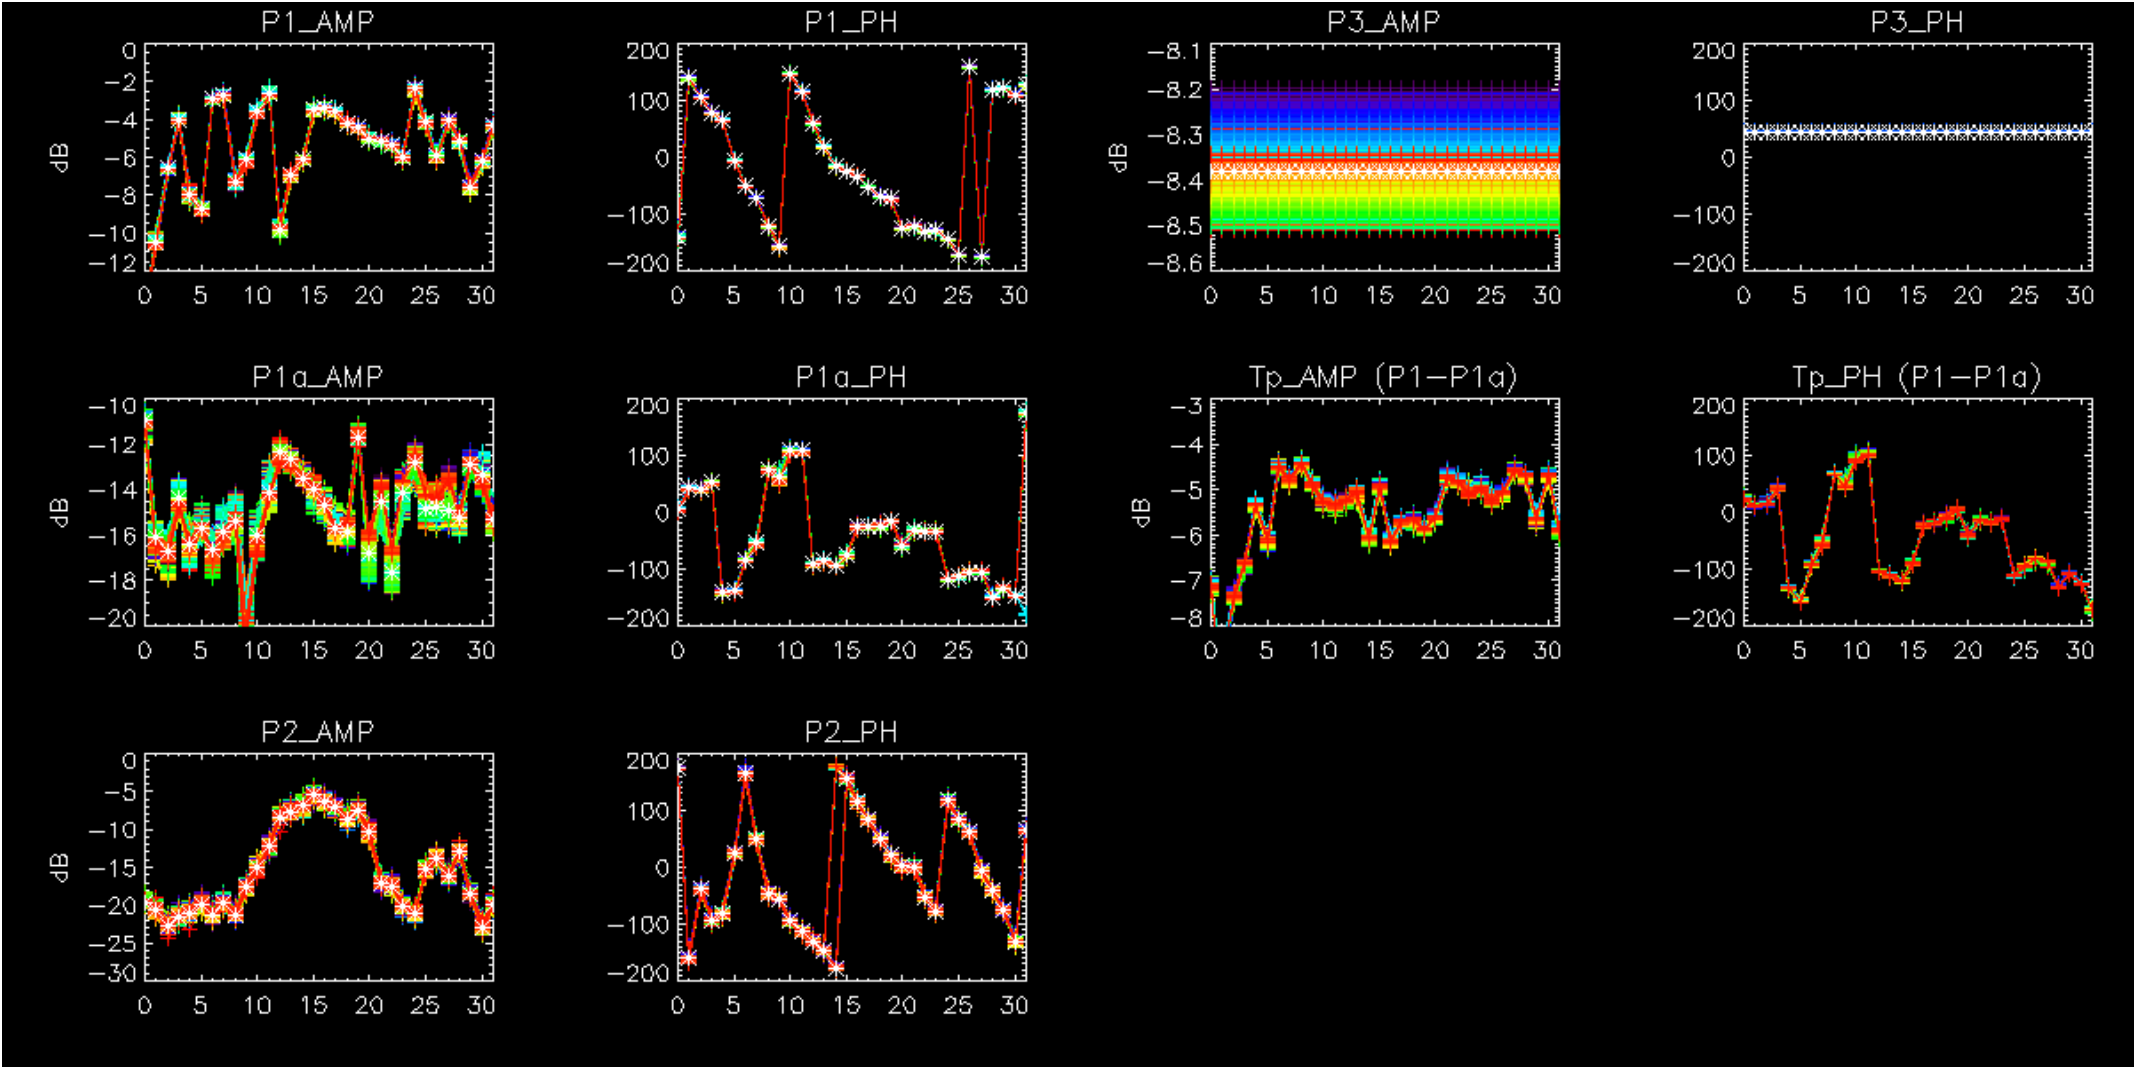 P1_AMP P1_PH P3_AMP P3_PH
dB 0 −2 −4 −6 −8 −10 −12
200 100 0 −100 −200
dB −8.1 −8.2 −8.3 −8.4 −8.5 −8.6
200 100 0 −100 −200
0 5 10 15 20 25 30 0 5 10 15 20 25 30 0 5 10 15 20 25 30 0 5 10 15 20 25 30
P1a_AMP P1a_PH Tp_AMP (P1−P1a) Tp_PH (P1−P1a)
dB −10 −12 −14 −16 −18 −20
200 100 0 −100 −200
dB −3 −4 −5 −6 −7 −8
200 100 0 −100 −200
0 5 10 15 20 25 30 0 5 10 15 20 25 30 0 5 10 15 20 25 30 0 5 10 15 20 25 30
P2_AMP P2_PH
dB 0 −5 −10 −15 −20 −25 −30
200 100 0 −100 −200
0 5 10 15 20 25 30 0 5 10 15 20 25 30